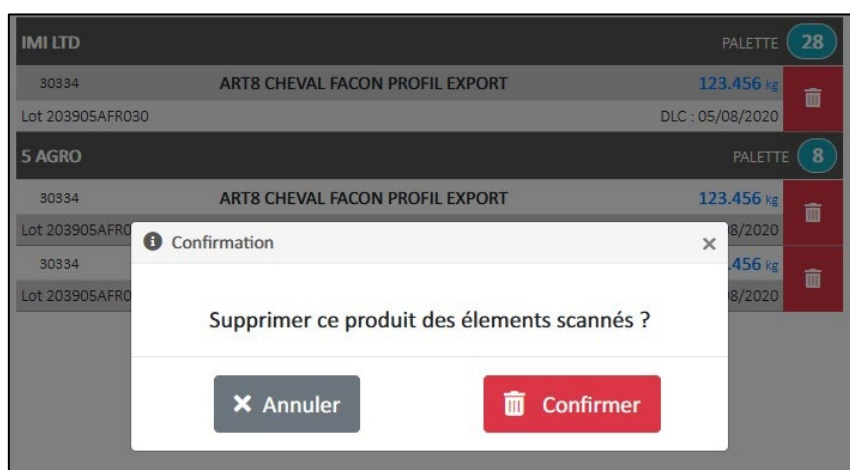 IMI LTD PALETTE 28
30334 ART8 CHEVAL FACON PROFIL EXPORT 123.456 kg
Lot 203905AFR030 DLC : 05/08/2020
5 AGRO PALETTE 8
30334 ART8 CHEVAL FACON PROFIL EXPORT 123.456 kg
Lot 203905AFR0 8/2020
Confirmation
30334 .456 kg
Lot 203905AFR0 08/2020
Supprimer ce produit des élements scannés ?
Annuler Confirmer